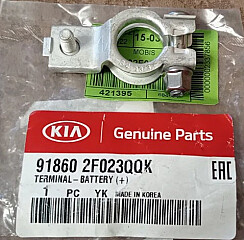 15-03
MOBIS
421395
KIA Genuine Parts
91860 2F023QQK
TERMINAL-BATTERY (+)
EAC
1 PC YK MADE IN KOREA